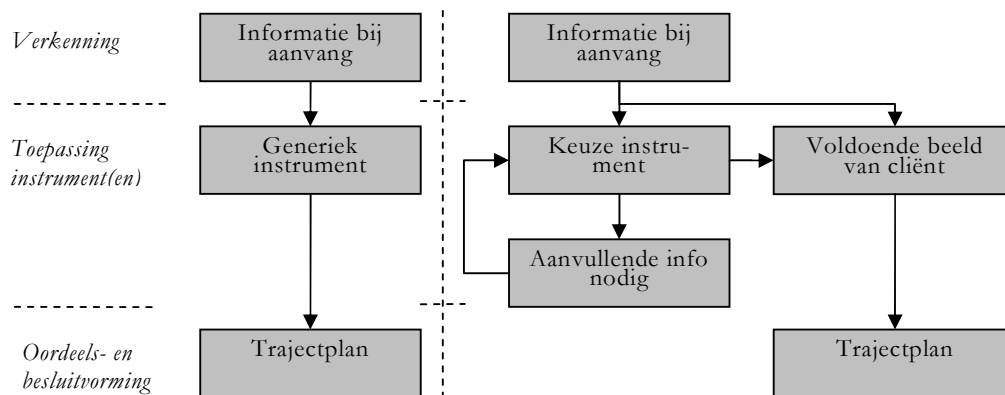 Verkenning
Informatie bij
aanvang
Informatie bij
aanvang
Toepassing
instrument(en)
Generiek
instrument
Keuze instru-
ment
Voldoende beeld
van cliënt
Aanvullende info
nodig
Oordeels- en
besluitvorming
Trajectplan
Trajectplan